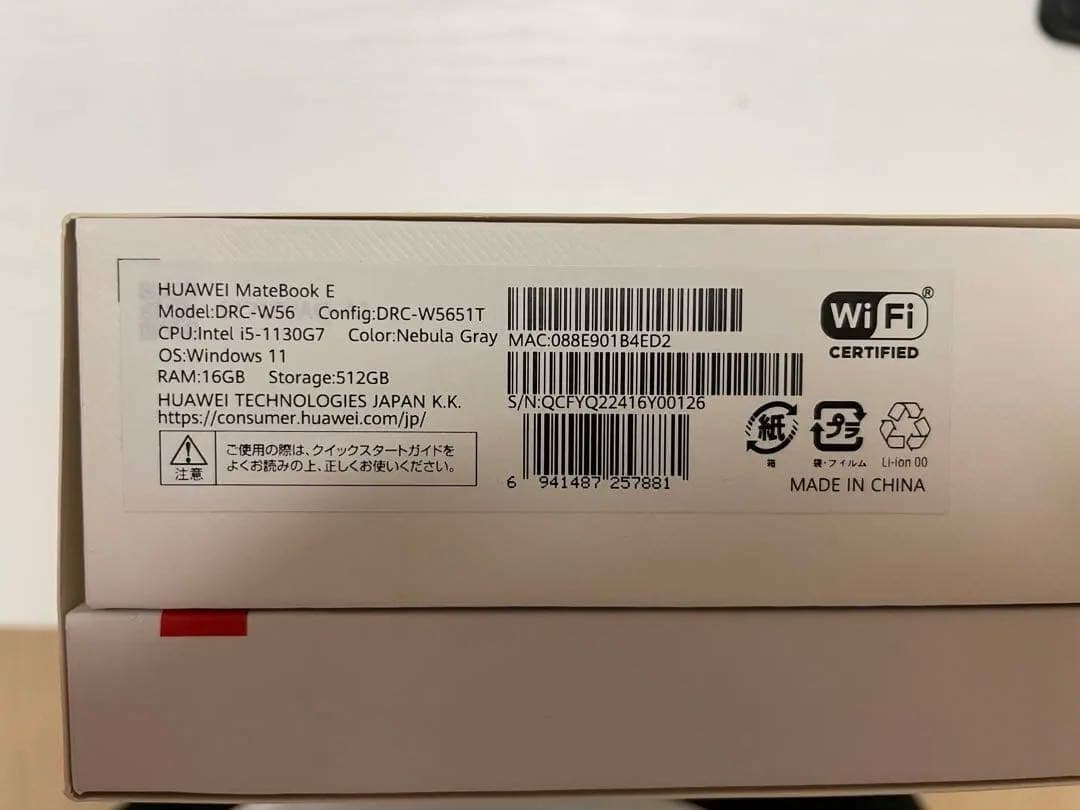 HUAWEI MateBook E
Model:DRC-W56 Config:DRC-W5651T
CPU:Intel i5-1130G7 Color:Nebula Gray
OS:Windows 11
RAM:16GB Storage:512GB
HUAWEI TECHNOLOGIES JAPAN K.K.
https://consumer.huawei.com/jp/
注意
ご使用の際は、クイックスタートガイドを
よくお読みの上、正しくお使いください。
MAC:088E901B4ED2
S/N:QCFYQ22416Y00126
6 941487 257881
Wi Fi®
CERTIFIED
紙
箱
プラ
袋・フィルム
Li-ion 00
MADE IN CHINA